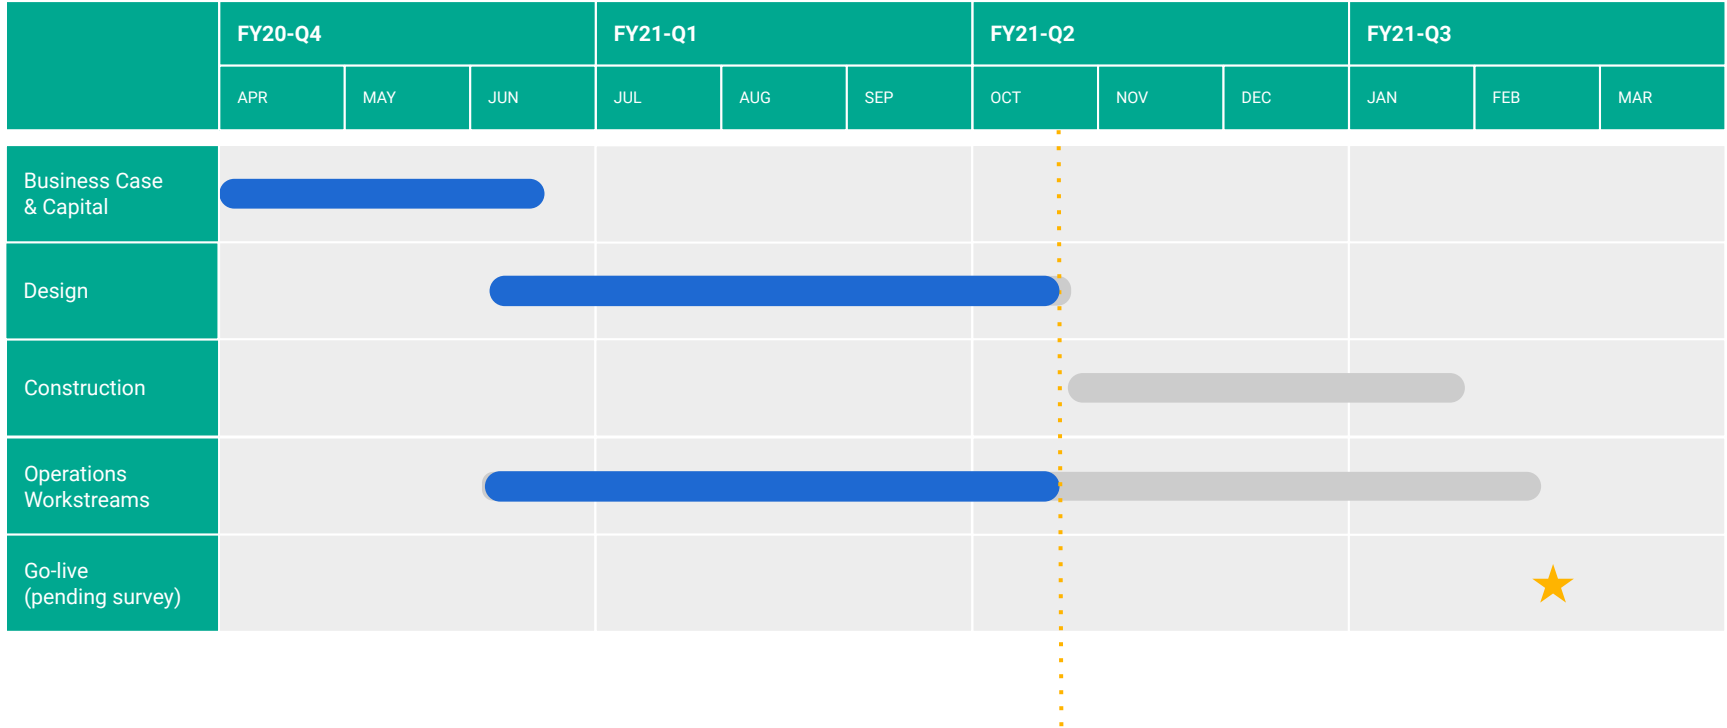 FY20-Q4 FY21-Q1 FY21-Q2 FY21-Q3
APR MAY JUN JUL AUG SEP OCT NOV DEC JAN FEB MAR
Business Case
& Capital
Design
Construction
Operations
Workstreams
Go-live
(pending survey)